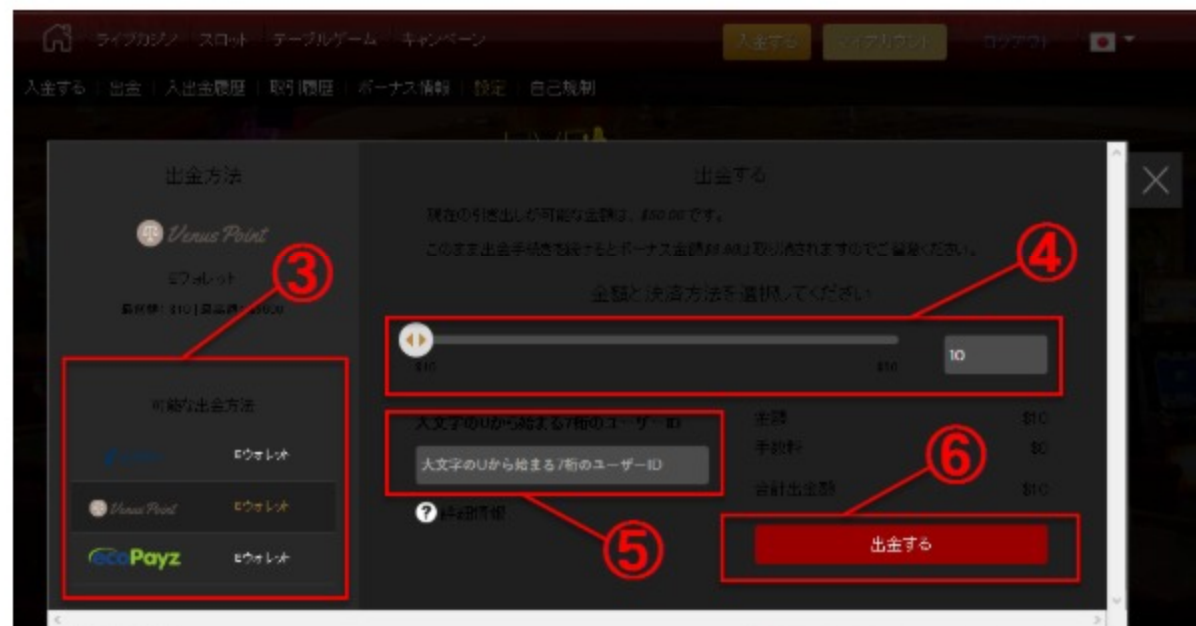 ライブカジノ スロット テーブルゲーム キャンペーン 入金する マイアカウント ログアウト
入金する 出金 入出金履歴 取引履歴 ボーナス情報 設定 自己規制
出金方法
Venus Point
Eウォレット
③
可能な出金方法
Eウォレット
Venus Point Eウォレット
ecoPayz Eウォレット
出金する
現在の引き出しが可能な金額は、$50.00です。
このまま出金手続きを続けるとボーナス金額 は取り消されますのでご留意ください。
④
金額と決済方法を選択してください
$10 $10
10
大文字のUから始まる7桁のユーザーID
大文字のUから始まる7桁のユーザーID
詳細情報
⑤
金額 $10
手数料 $0
合計出金額 $10
⑥
出金する